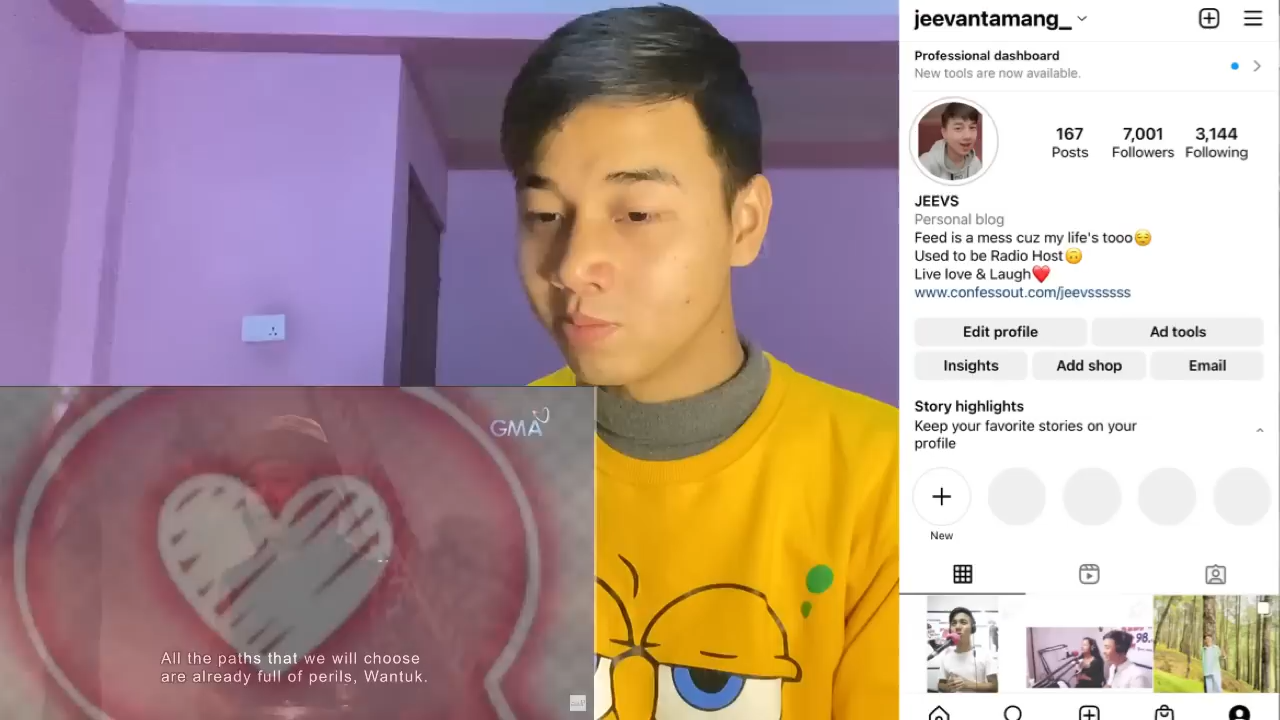 GMA
All the paths that we will choose
are already full of perils, Wantuk.
jeevantamang_
Professional dashboard
New tools are now available.
167 7,001 3,144
Posts Followers Following
JEEVS
Personal blog
Feed is a mess cuz my life's tooo😌
Used to be Radio Host🙃
Live love & Laugh❤️
www.confessout.com/jeevssssss
Edit profile Ad tools
Insights Add shop Email
Story highlights
Keep your favorite stories on your
profile
New
98.